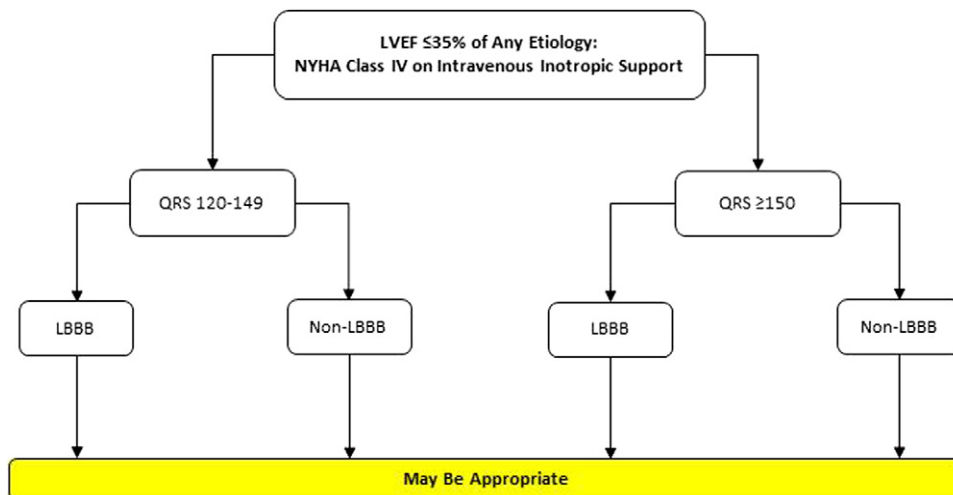 LVEF ≤35% of Any Etiology:
NYHA Class IV on Intravenous Inotropic Support
QRS 120-149
QRS ≥150
LBBB
Non-LBBB
LBBB
Non-LBBB
May Be Appropriate